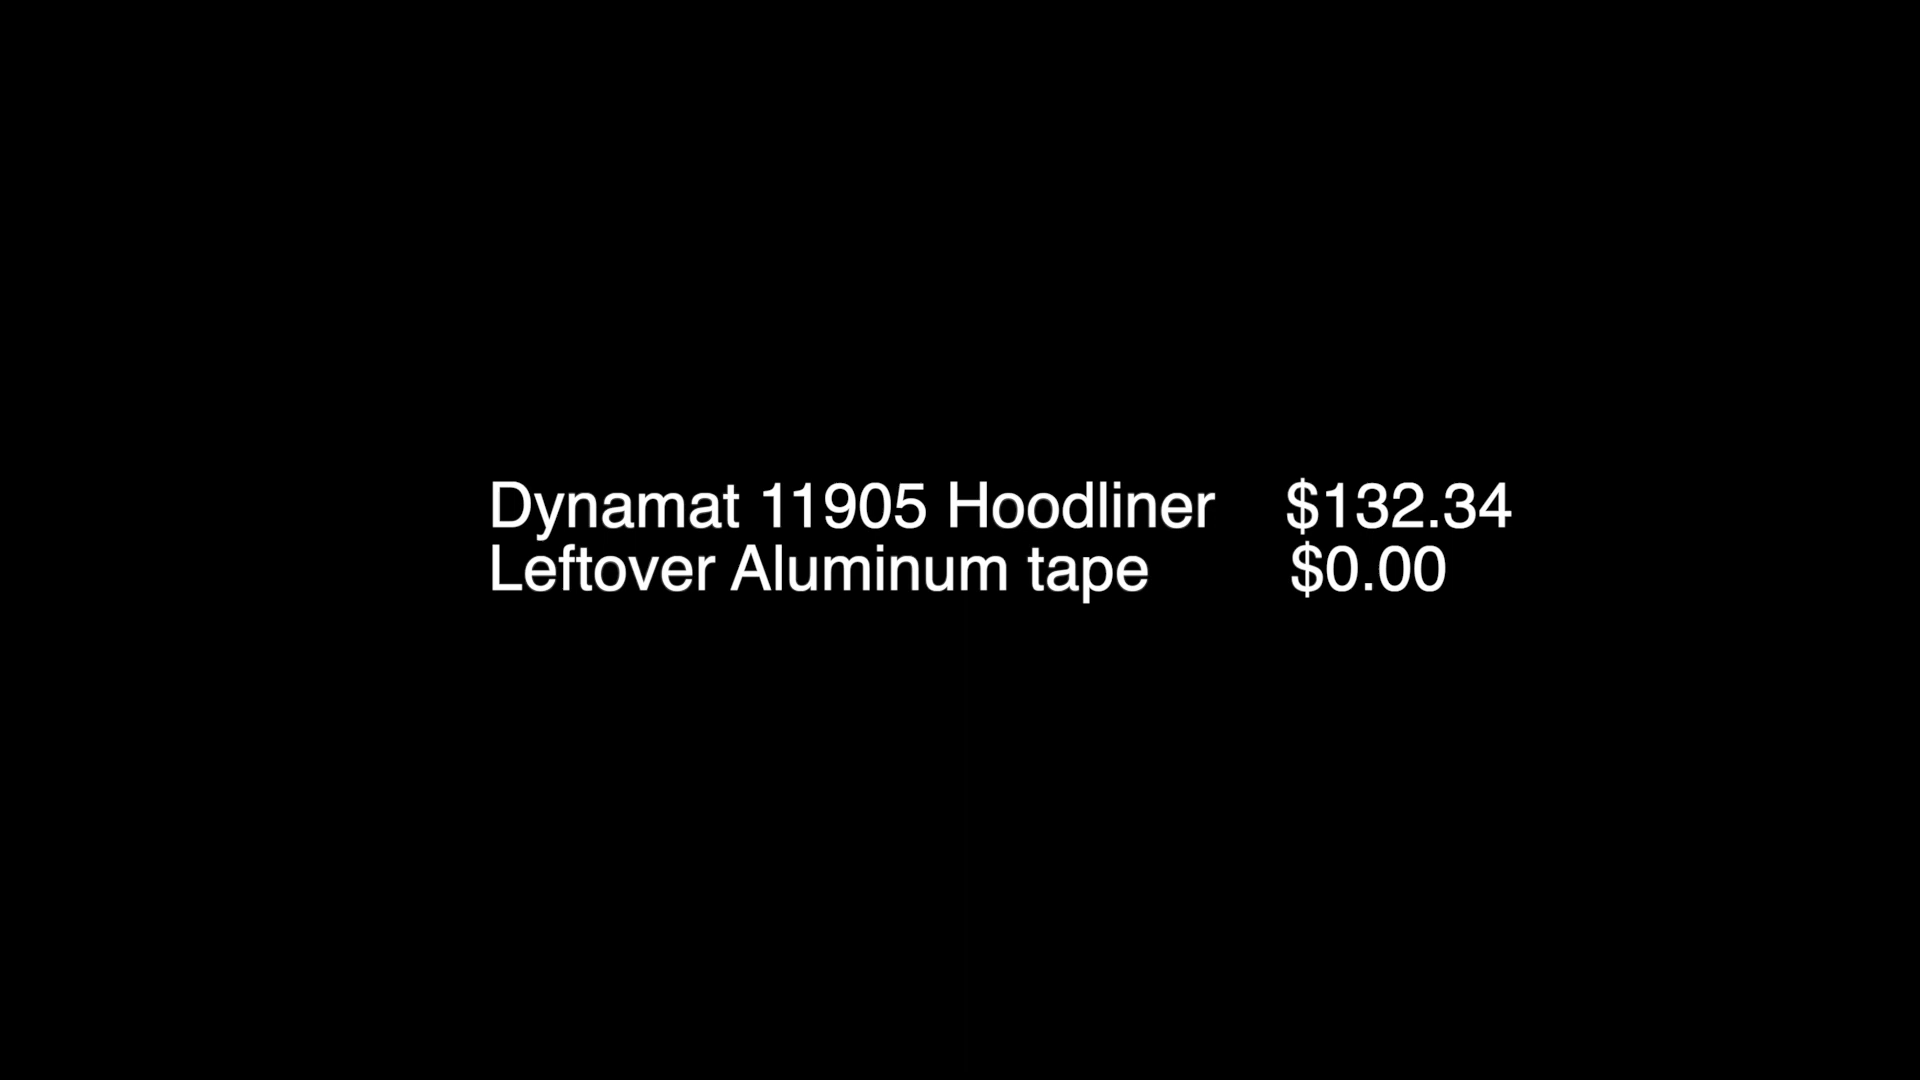 Dynamat 11905 Hoodliner $132.34
Leftover Aluminum tape $0.00